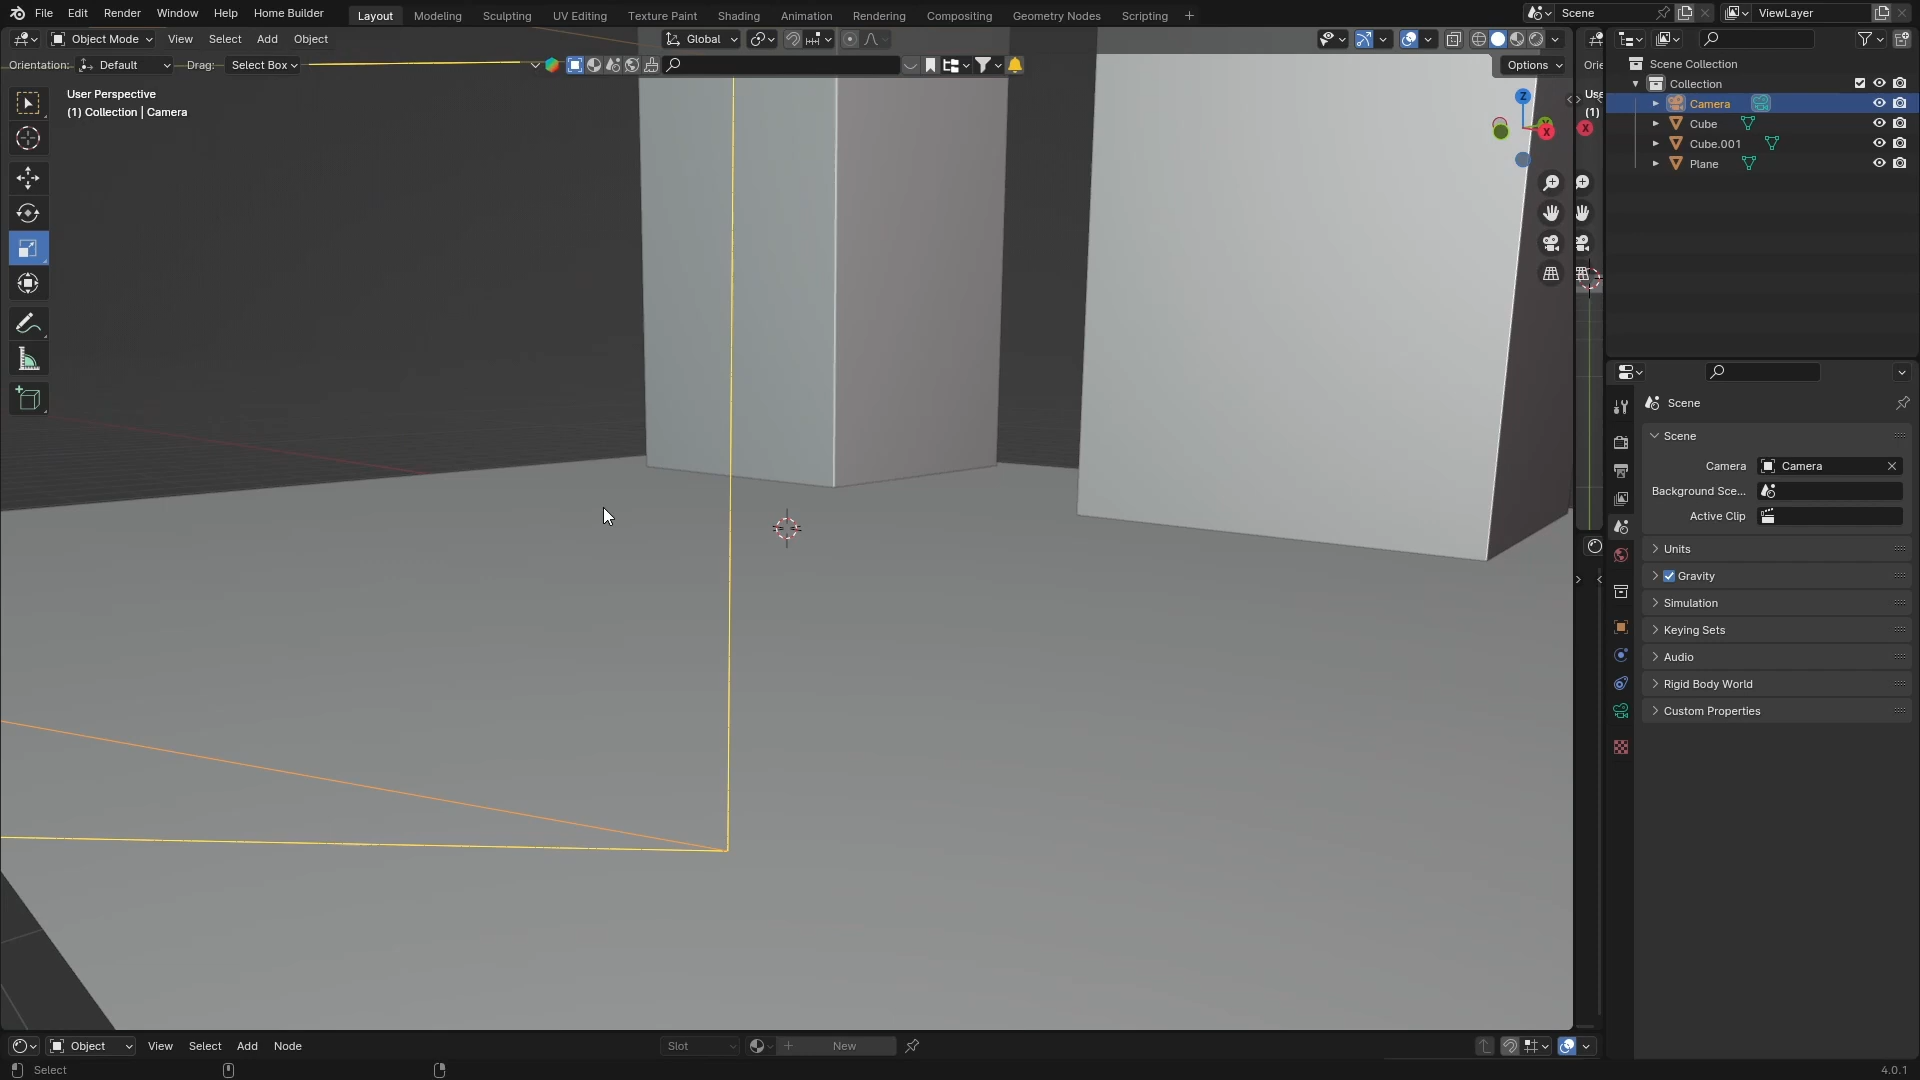 File Edit Render Window Help Home Builder Layout Modeling Sculpting UV Editing Texture Paint Shading Animation Rendering Compositing Geometry Nodes Scripting + Scene ViewLayer
Object Mode View Select Add Object Global
Orientation: Default Drag: Select Box Options
User Perspective
(1) Collection | Camera
Z
X
Use
(1)
X
Orie
Scene Collection
Collection
Camera
Cube
Cube.001
Plane
Scene
Scene
Camera Camera
Background Sce...
Active Clip
Units
Gravity
Simulation
Keying Sets
Audio
Rigid Body World
Custom Properties
Object View Select Add Node Slot New
Select 4.0.1